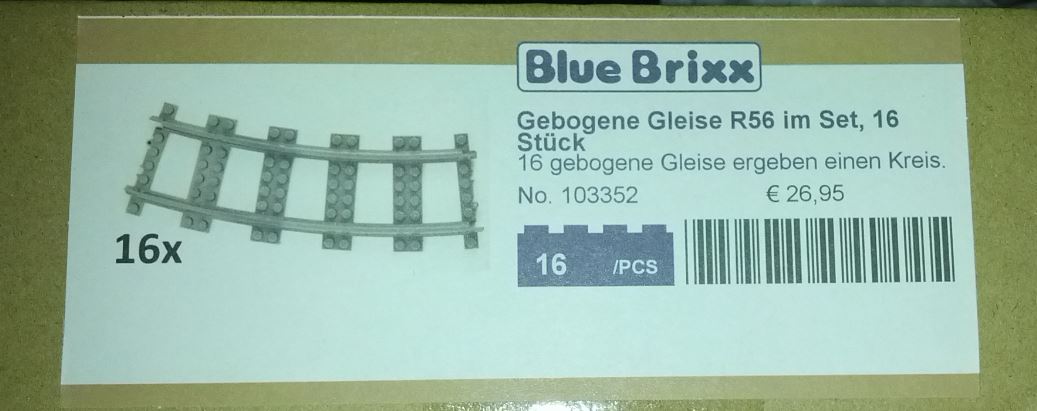 Blue Brixx
Gebogene Gleise R56 im Set, 16
Stück
16 gebogene Gleise ergeben einen Kreis.
No. 103352 € 26,95
16x
16 /PCS